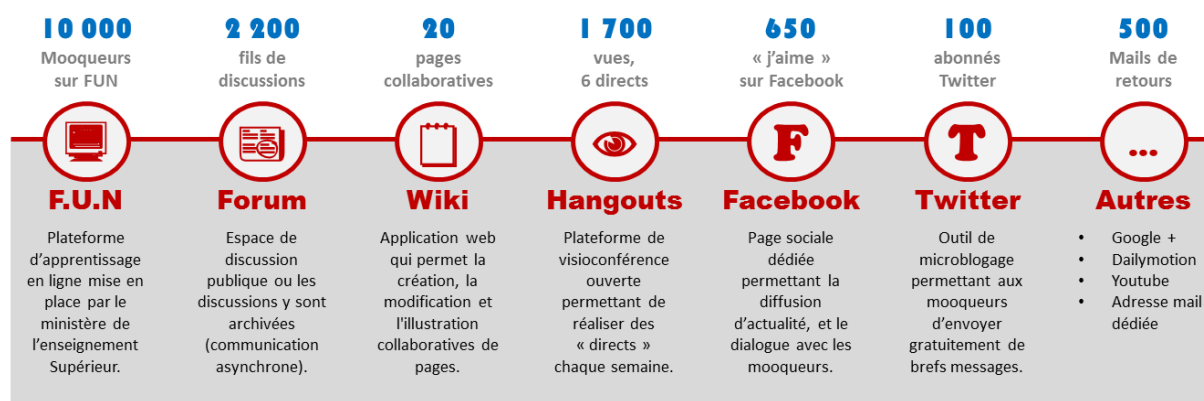 10 000
Mooqueurs
sur FUN
F.U.N
Plateforme
d’apprentissage
en ligne mise en
place par le
ministère de
l’enseignement
Supérieur.
2 200
fils de
discussions
Forum
Espace de
discussion
publique ou les
discussions y sont
archivées
(communication
asynchrone).
20
pages
collaboratives
Wiki
Application web
qui permet la
création, la
modification et
l'illustration
collaboratives de
pages.
1 700
vues,
6 directs
Hangouts
Plateforme de
visioconférence
ouverte
permettant de
réaliser des
« directs »
chaque semaine.
650
« j’aime »
sur Facebook
F
Facebook
Page sociale
dédiée
permettant la
diffusion
d’actualité, et le
dialogue avec les
mooqueurs.
100
abonnés
Twitter
T
Twitter
Outil de
microblogage
permettant aux
mooqueurs
d’envoyer
gratuitement de
brefs messages.
500
Mails de
retours
...
Autres
• Google +
• Dailymotion
• Youtube
• Adresse mail
dédiée